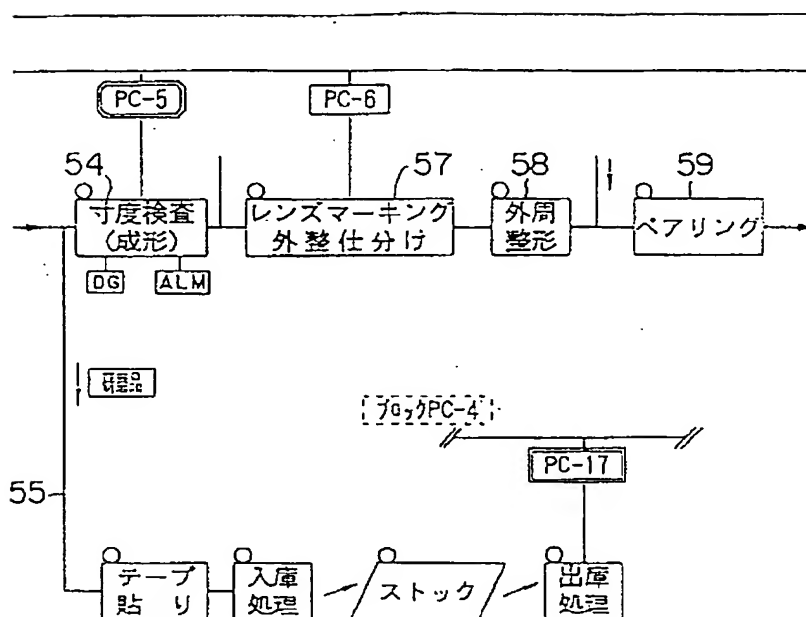 PC-5
PC-6
54
57
58
59
寸度検査
(成形)
レンズマーキング
外整仕分け
外周
整形
ペアリング
DG
ALM
ブロックPC-4
PC-17
55
テープ
貼り
入庫
処理
ストック
出庫
処理